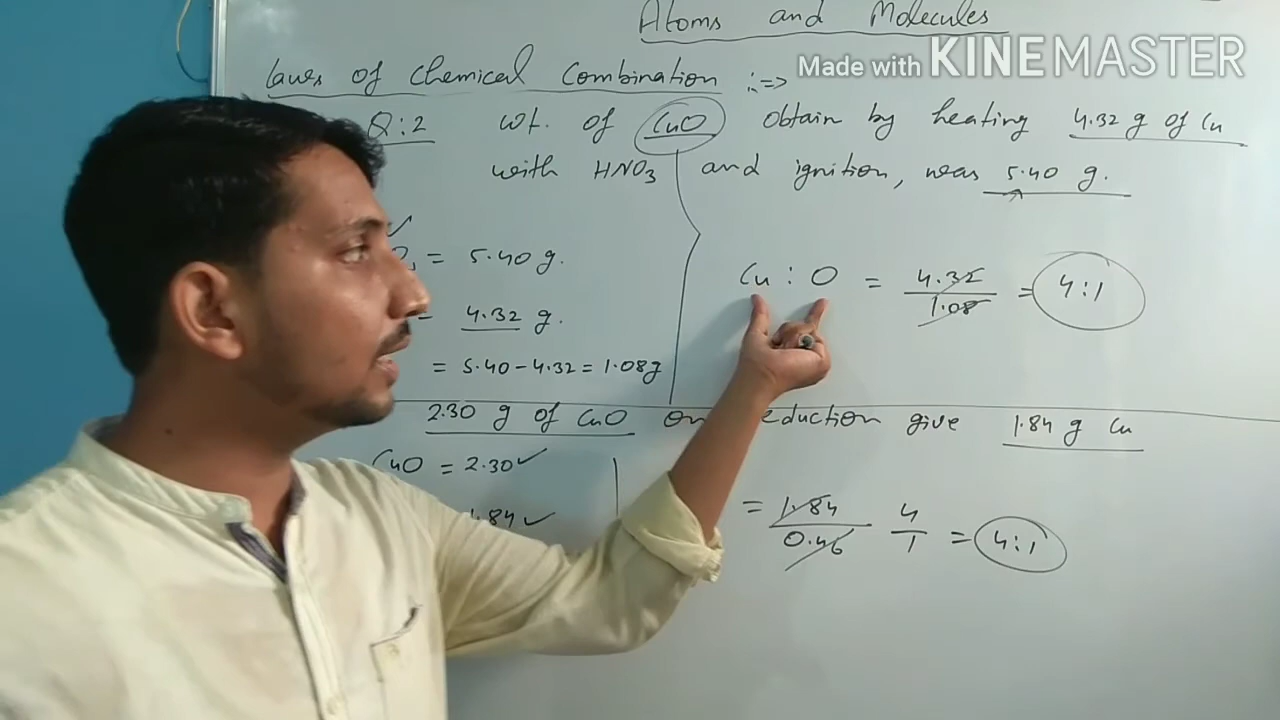 Atoms and Molecules
Made with KINEMASTER
Laws of Chemical Combination :=>
Q:2 wt. of CuO obtain by heating 4.32 g of Cu
with HNO3 and ignition, was 5.40 g.
= 5.40 g.
= 4.32 g.
= 5.40 - 4.32 = 1.08g
Cu : O = 4.32 / 1.08 = 4:1
2.30 g of CuO on reduction give 1.84 g Cu
CuO = 2.30 ✓
.84 ✓
= 1.84 / 0.46 4 / 1 = 4:1